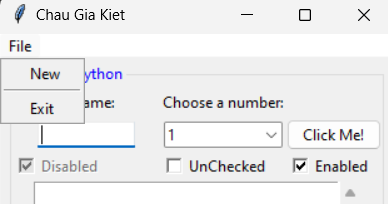 Chau Gia Kiet
File
New
ython
Exit
ame:
Choose a number:
1
Click Me!
Disabled
UnChecked
Enabled